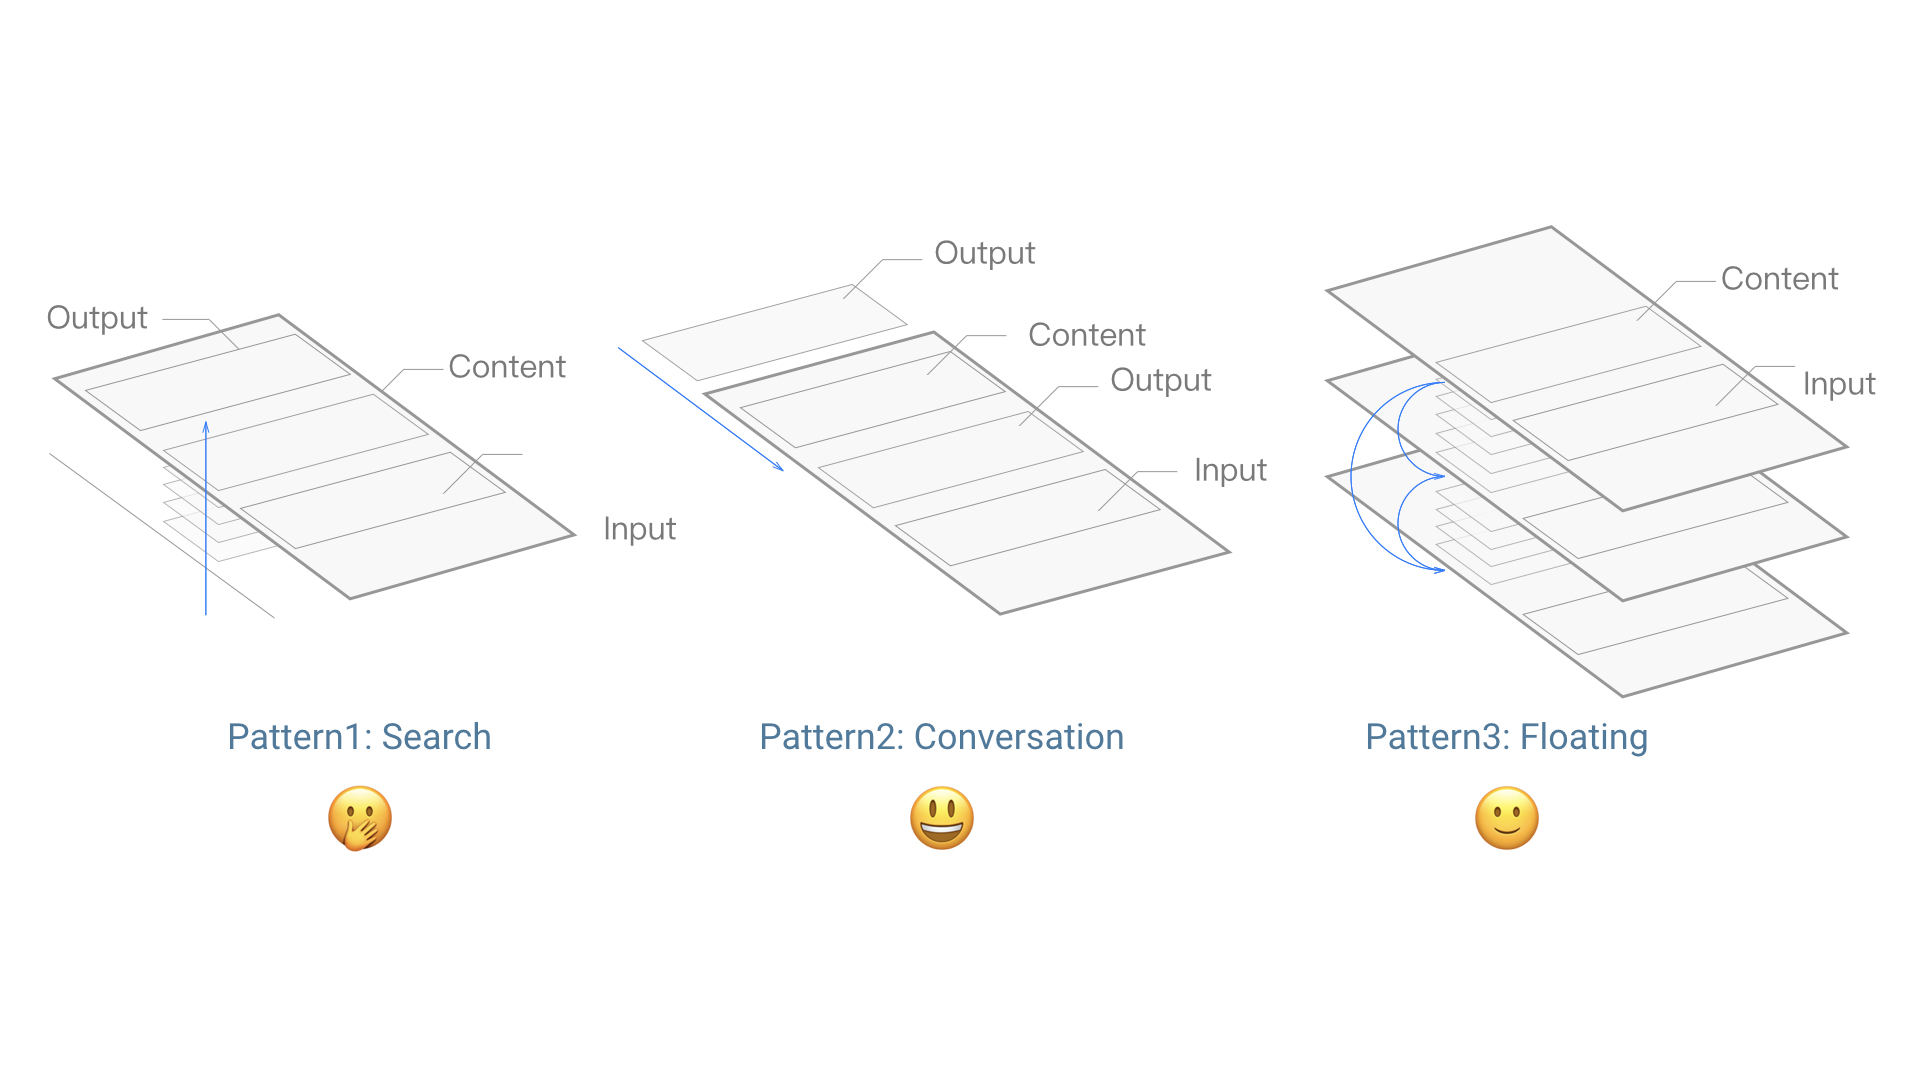 Output
Content
Input
Pattern1: Search
Output
Content
Output
Input
Pattern2: Conversation
Content
Input
Pattern3: Floating